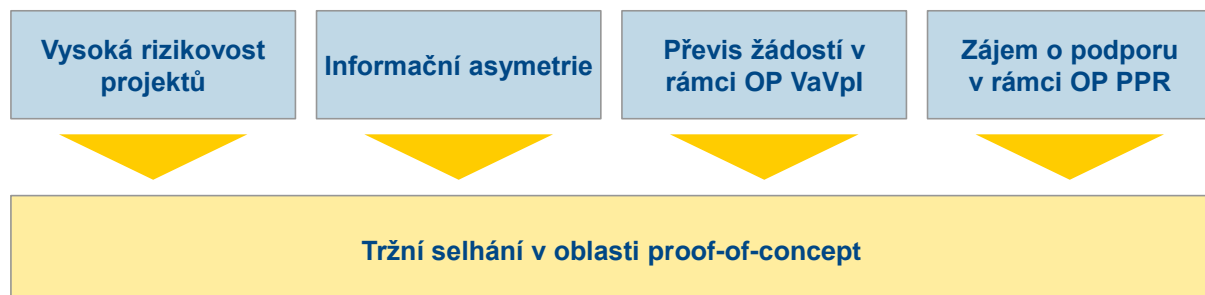 Vysoká rizikovost
projektů
Informační asymetrie
Převis žádostí v
rámci OP VaVpI
Zájem o podporu
v rámci OP PPR
Tržní selhání v oblasti proof-of-concept